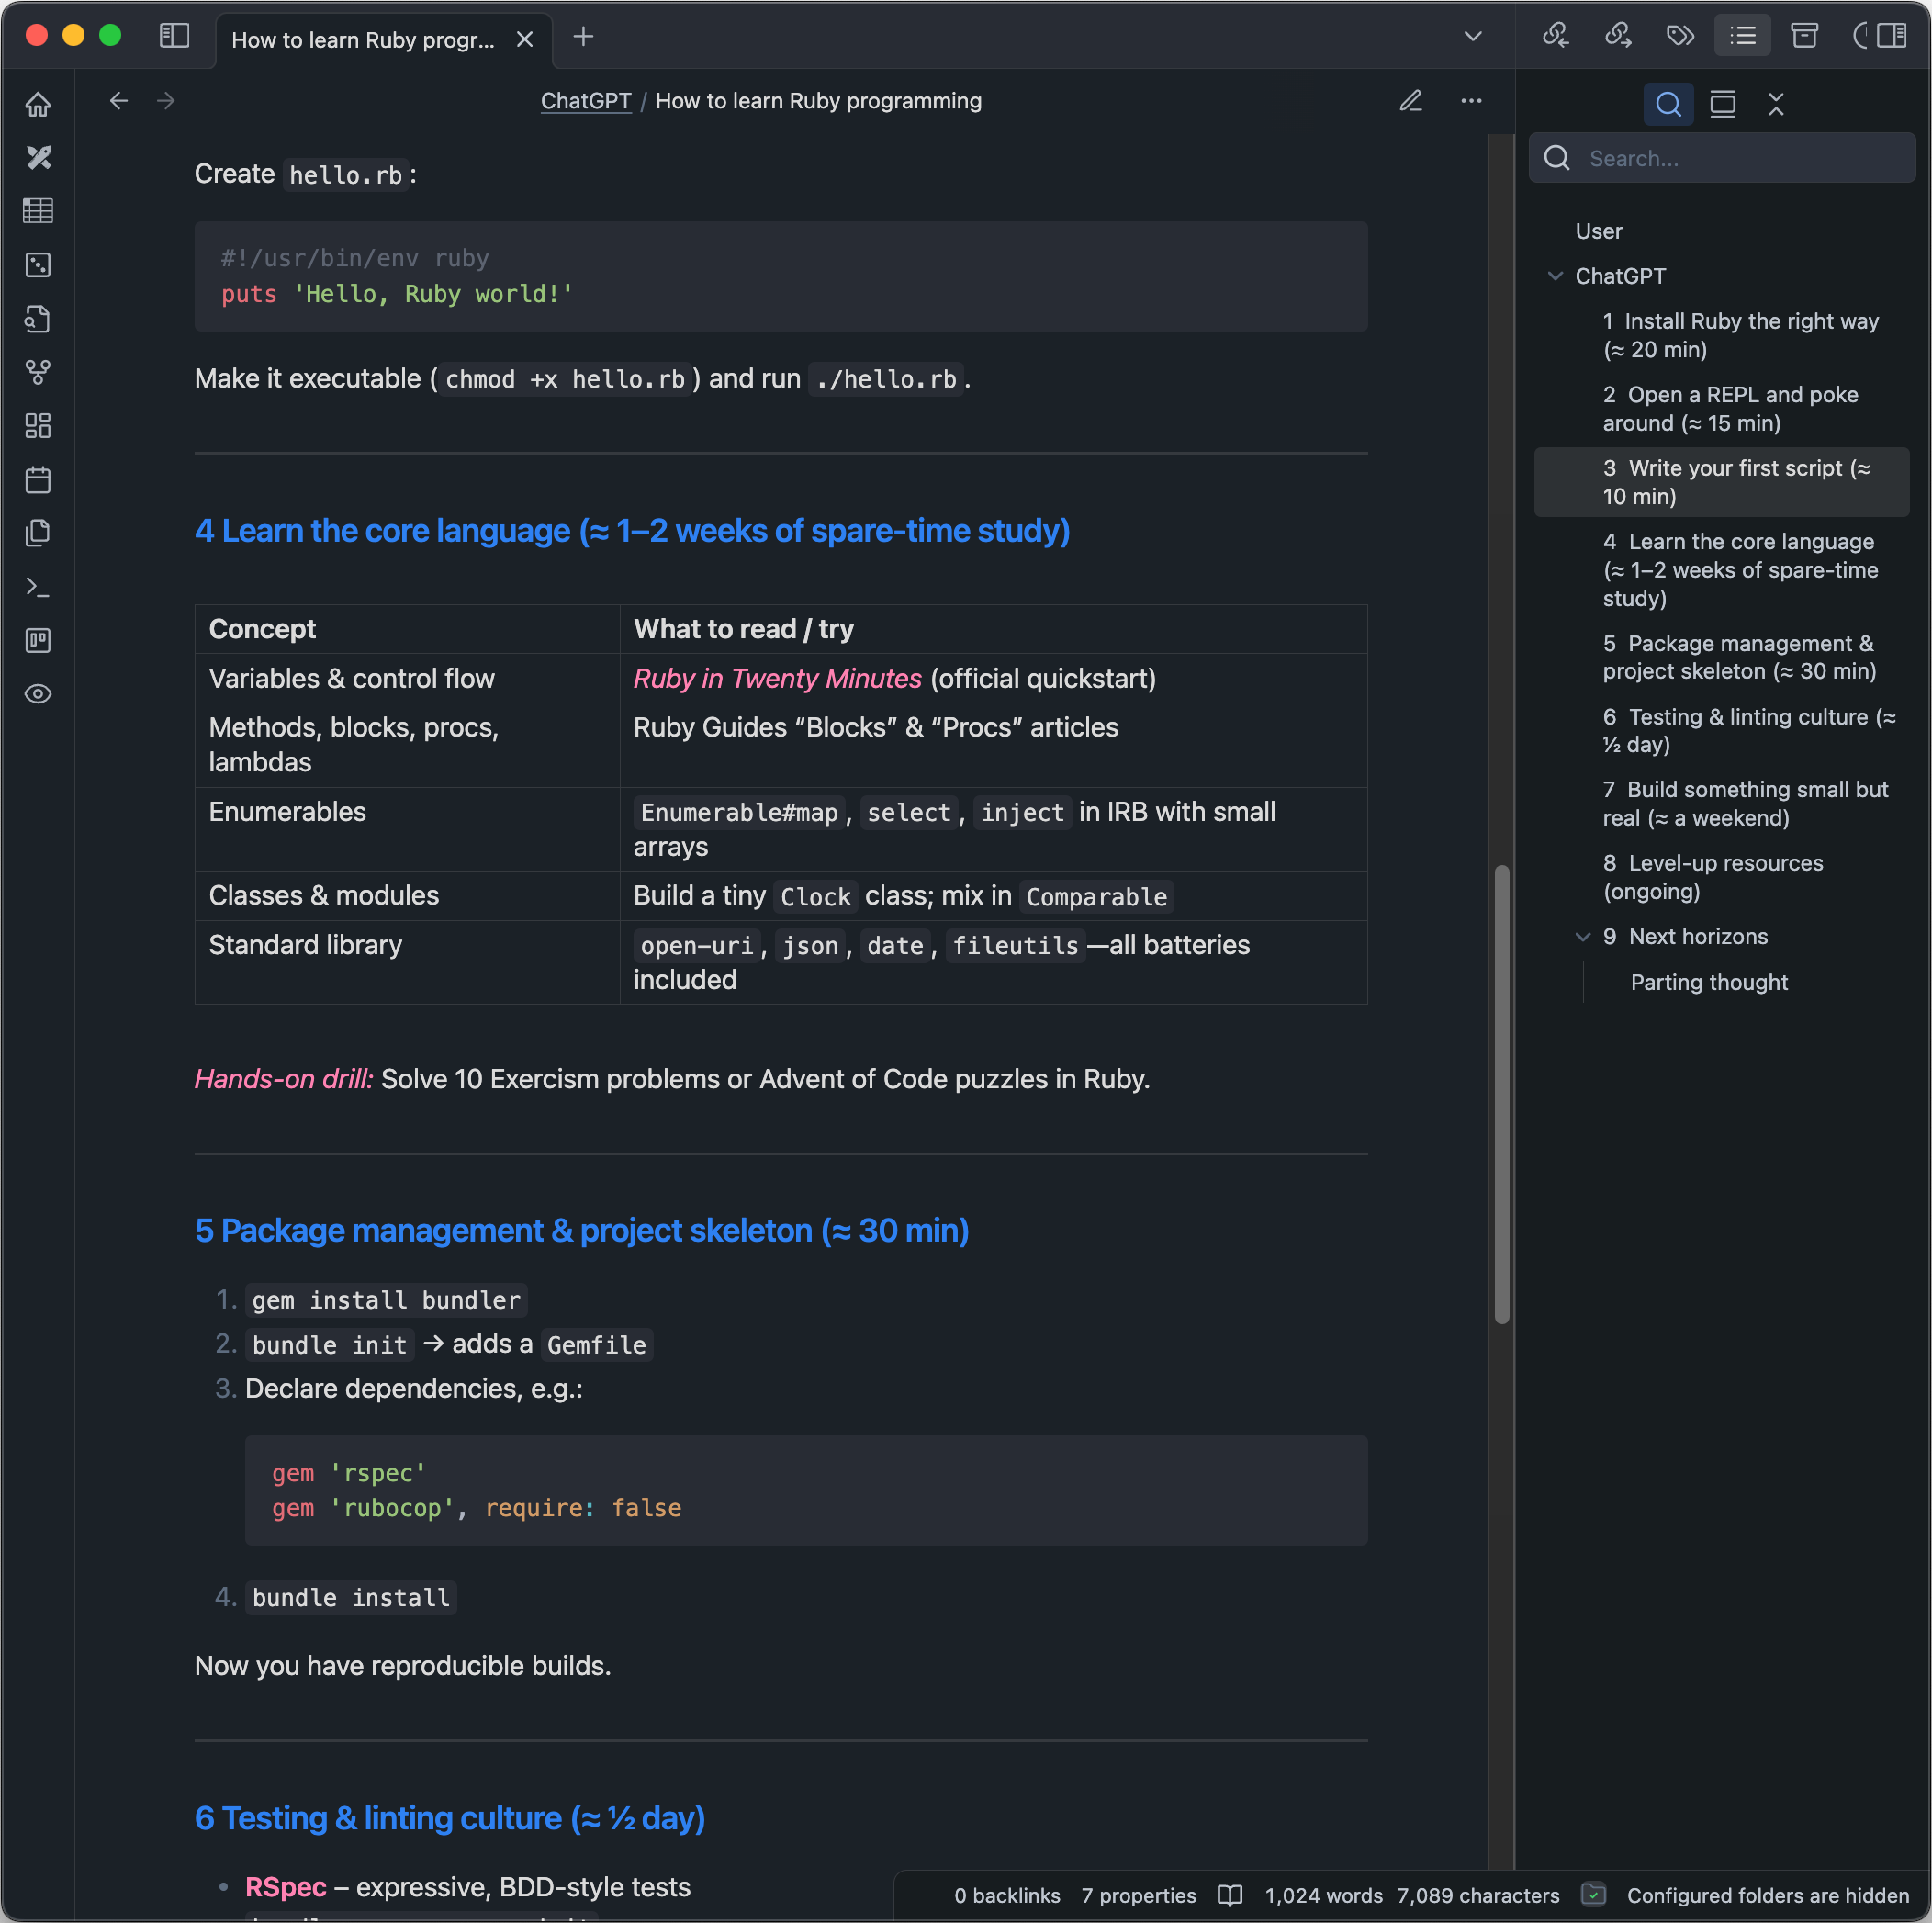 How to learn Ruby progr...
ChatGPT / How to learn Ruby programming
Create hello.rb:
#!/usr/bin/env ruby
puts 'Hello, Ruby world!'
Make it executable (chmod +x hello.rb) and run ./hello.rb.
4 Learn the core language (≈ 1–2 weeks of spare-time study)
Concept
What to read / try
Variables & control flow
Ruby in Twenty Minutes (official quickstart)
Methods, blocks, procs,
lambdas
Ruby Guides “Blocks” & “Procs” articles
Enumerables
Enumerable#map, select, inject in IRB with small
arrays
Classes & modules
Build a tiny Clock class; mix in Comparable
Standard library
open-uri, json, date, fileutils—all batteries
included
Hands-on drill: Solve 10 Exercism problems or Advent of Code puzzles in Ruby.
5 Package management & project skeleton (≈ 30 min)
1. gem install bundler
2. bundle init → adds a Gemfile
3. Declare dependencies, e.g.:
gem 'rspec'
gem 'rubocop', require: false
4. bundle install
Now you have reproducible builds.
6 Testing & linting culture (≈ ½ day)
• RSpec – expressive, BDD-style tests
Search...
User
ChatGPT
1 Install Ruby the right way
(≈ 20 min)
2 Open a REPL and poke
around (≈ 15 min)
3 Write your first script (≈
10 min)
4 Learn the core language
(≈ 1–2 weeks of spare-time
study)
5 Package management &
project skeleton (≈ 30 min)
6 Testing & linting culture (≈
½ day)
7 Build something small but
real (≈ a weekend)
8 Level-up resources
(ongoing)
9 Next horizons
Parting thought
0 backlinks 7 properties 1,024 words 7,089 characters Configured folders are hidden